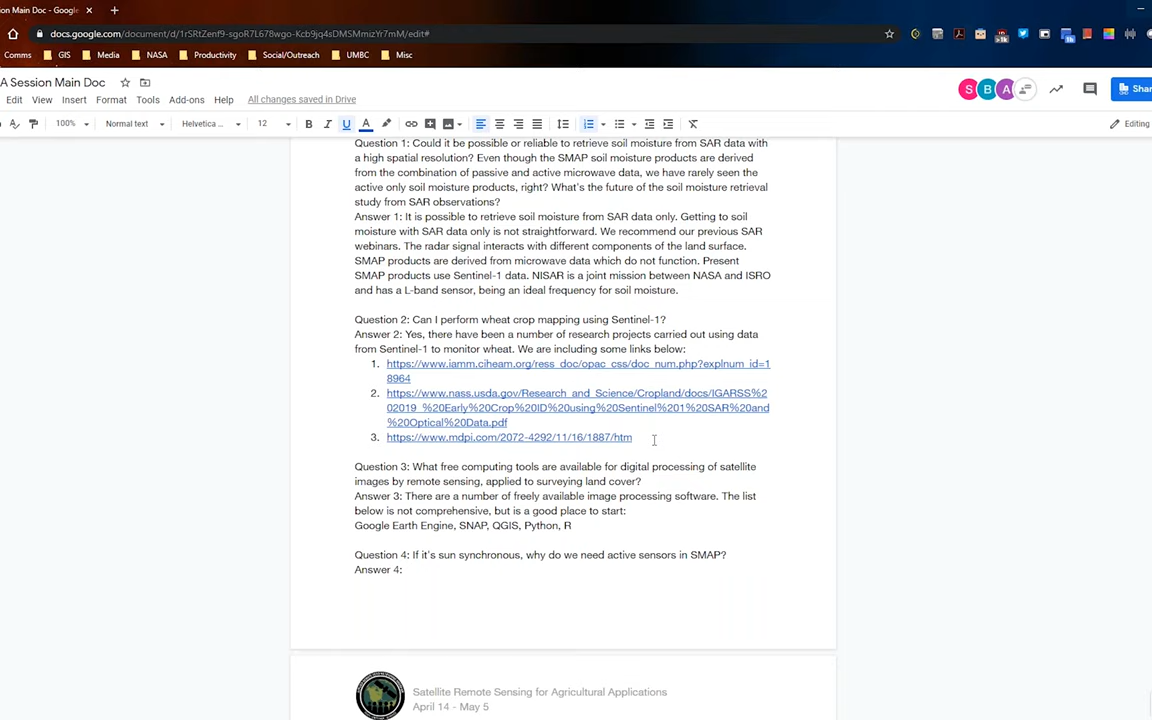 on Main Doc - Google
docs.google.com/document/d/1rSRtZenf9-sgoR7L678wgo-Kcb9jq4sDMSMmizYr7mM/edit#
Comms GIS Media NASA Productivity Social/Outreach UMBC Misc
A Session Main Doc
Edit View Insert Format Tools Add-ons Help All changes saved in Drive
S B A Shar
100% Normal text Helvetica ... 12 B I U A Editing
Question 1: Could it be possible or reliable to retrieve soil moisture from SAR data with
a high spatial resolution? Even though the SMAP soil moisture products are derived
from the combination of passive and active microwave data, we have rarely seen the
active only soil moisture products, right? What's the future of the soil moisture retrieval
study from SAR observations?
Answer 1: It is possible to retrieve soil moisture from SAR data only. Getting to soil
moisture with SAR data only is not straightforward. We recommend our previous SAR
webinars. The radar signal interacts with different components of the land surface.
SMAP products are derived from microwave data which do not function. Present
SMAP products use Sentinel-1 data. NISAR is a joint mission between NASA and ISRO
and has a L-band sensor, being an ideal frequency for soil moisture.
Question 2: Can I perform wheat crop mapping using Sentinel-1?
Answer 2: Yes, there have been a number of research projects carried out using data
from Sentinel-1 to monitor wheat. We are including some links below:
1. https://www.iamm.ciheam.org/ress_doc/opac_css/doc_num.php?explnum_id=1
8964
2. https://www.nass.usda.gov/Research_and_Science/Cropland/docs/IGARSS%2
02019_%20Early%20Crop%20ID%20using%20Sentinel%201%20SAR%20and
%20Optical%20Data.pdf
3. https://www.mdpi.com/2072-4292/11/16/1887/htm
Question 3: What free computing tools are available for digital processing of satellite
images by remote sensing, applied to surveying land cover?
Answer 3: There are a number of freely available image processing software. The list
below is not comprehensive, but is a good place to start:
Google Earth Engine, SNAP, QGIS, Python, R
Question 4: If it's sun synchronous, why do we need active sensors in SMAP?
Answer 4:
Satellite Remote Sensing for Agricultural Applications
April 14 - May 5